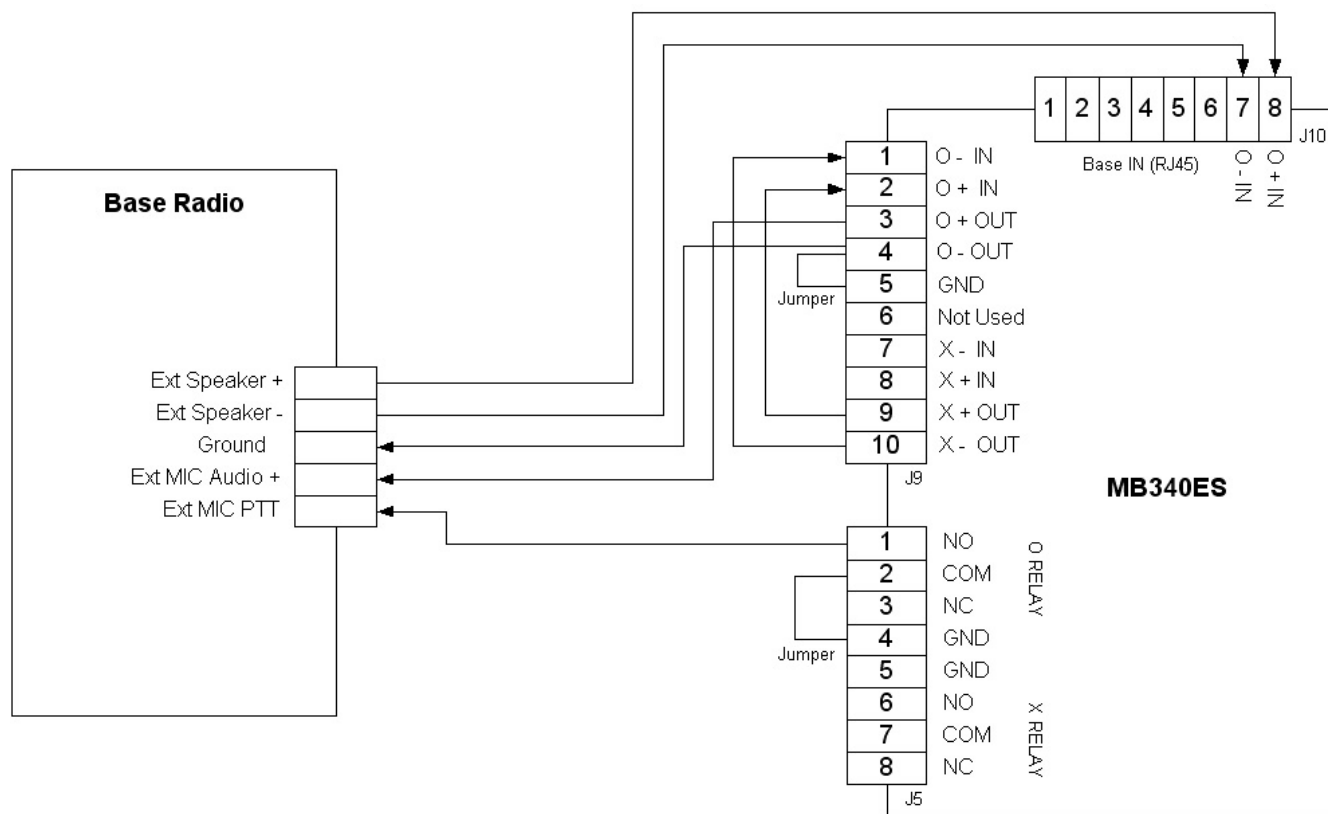 Base Radio
Ext Speaker +
Ext Speaker -
Ground
Ext MIC Audio +
Ext MIC PTT
1 2 3 4 5 6 7 8
J10
Base IN (RJ45)
O - IN
O + IN
1 O - IN
2 O + IN
3 O + OUT
4 O - OUT
5 GND
Jumper
6 Not Used
7 X - IN
8 X + IN
9 X + OUT
10 X - OUT
J9
MB340ES
1 NO
2 COM
3 NC
4 GND
Jumper
5 GND
6 NO
7 COM
8 NC
O RELAY
X RELAY
J5